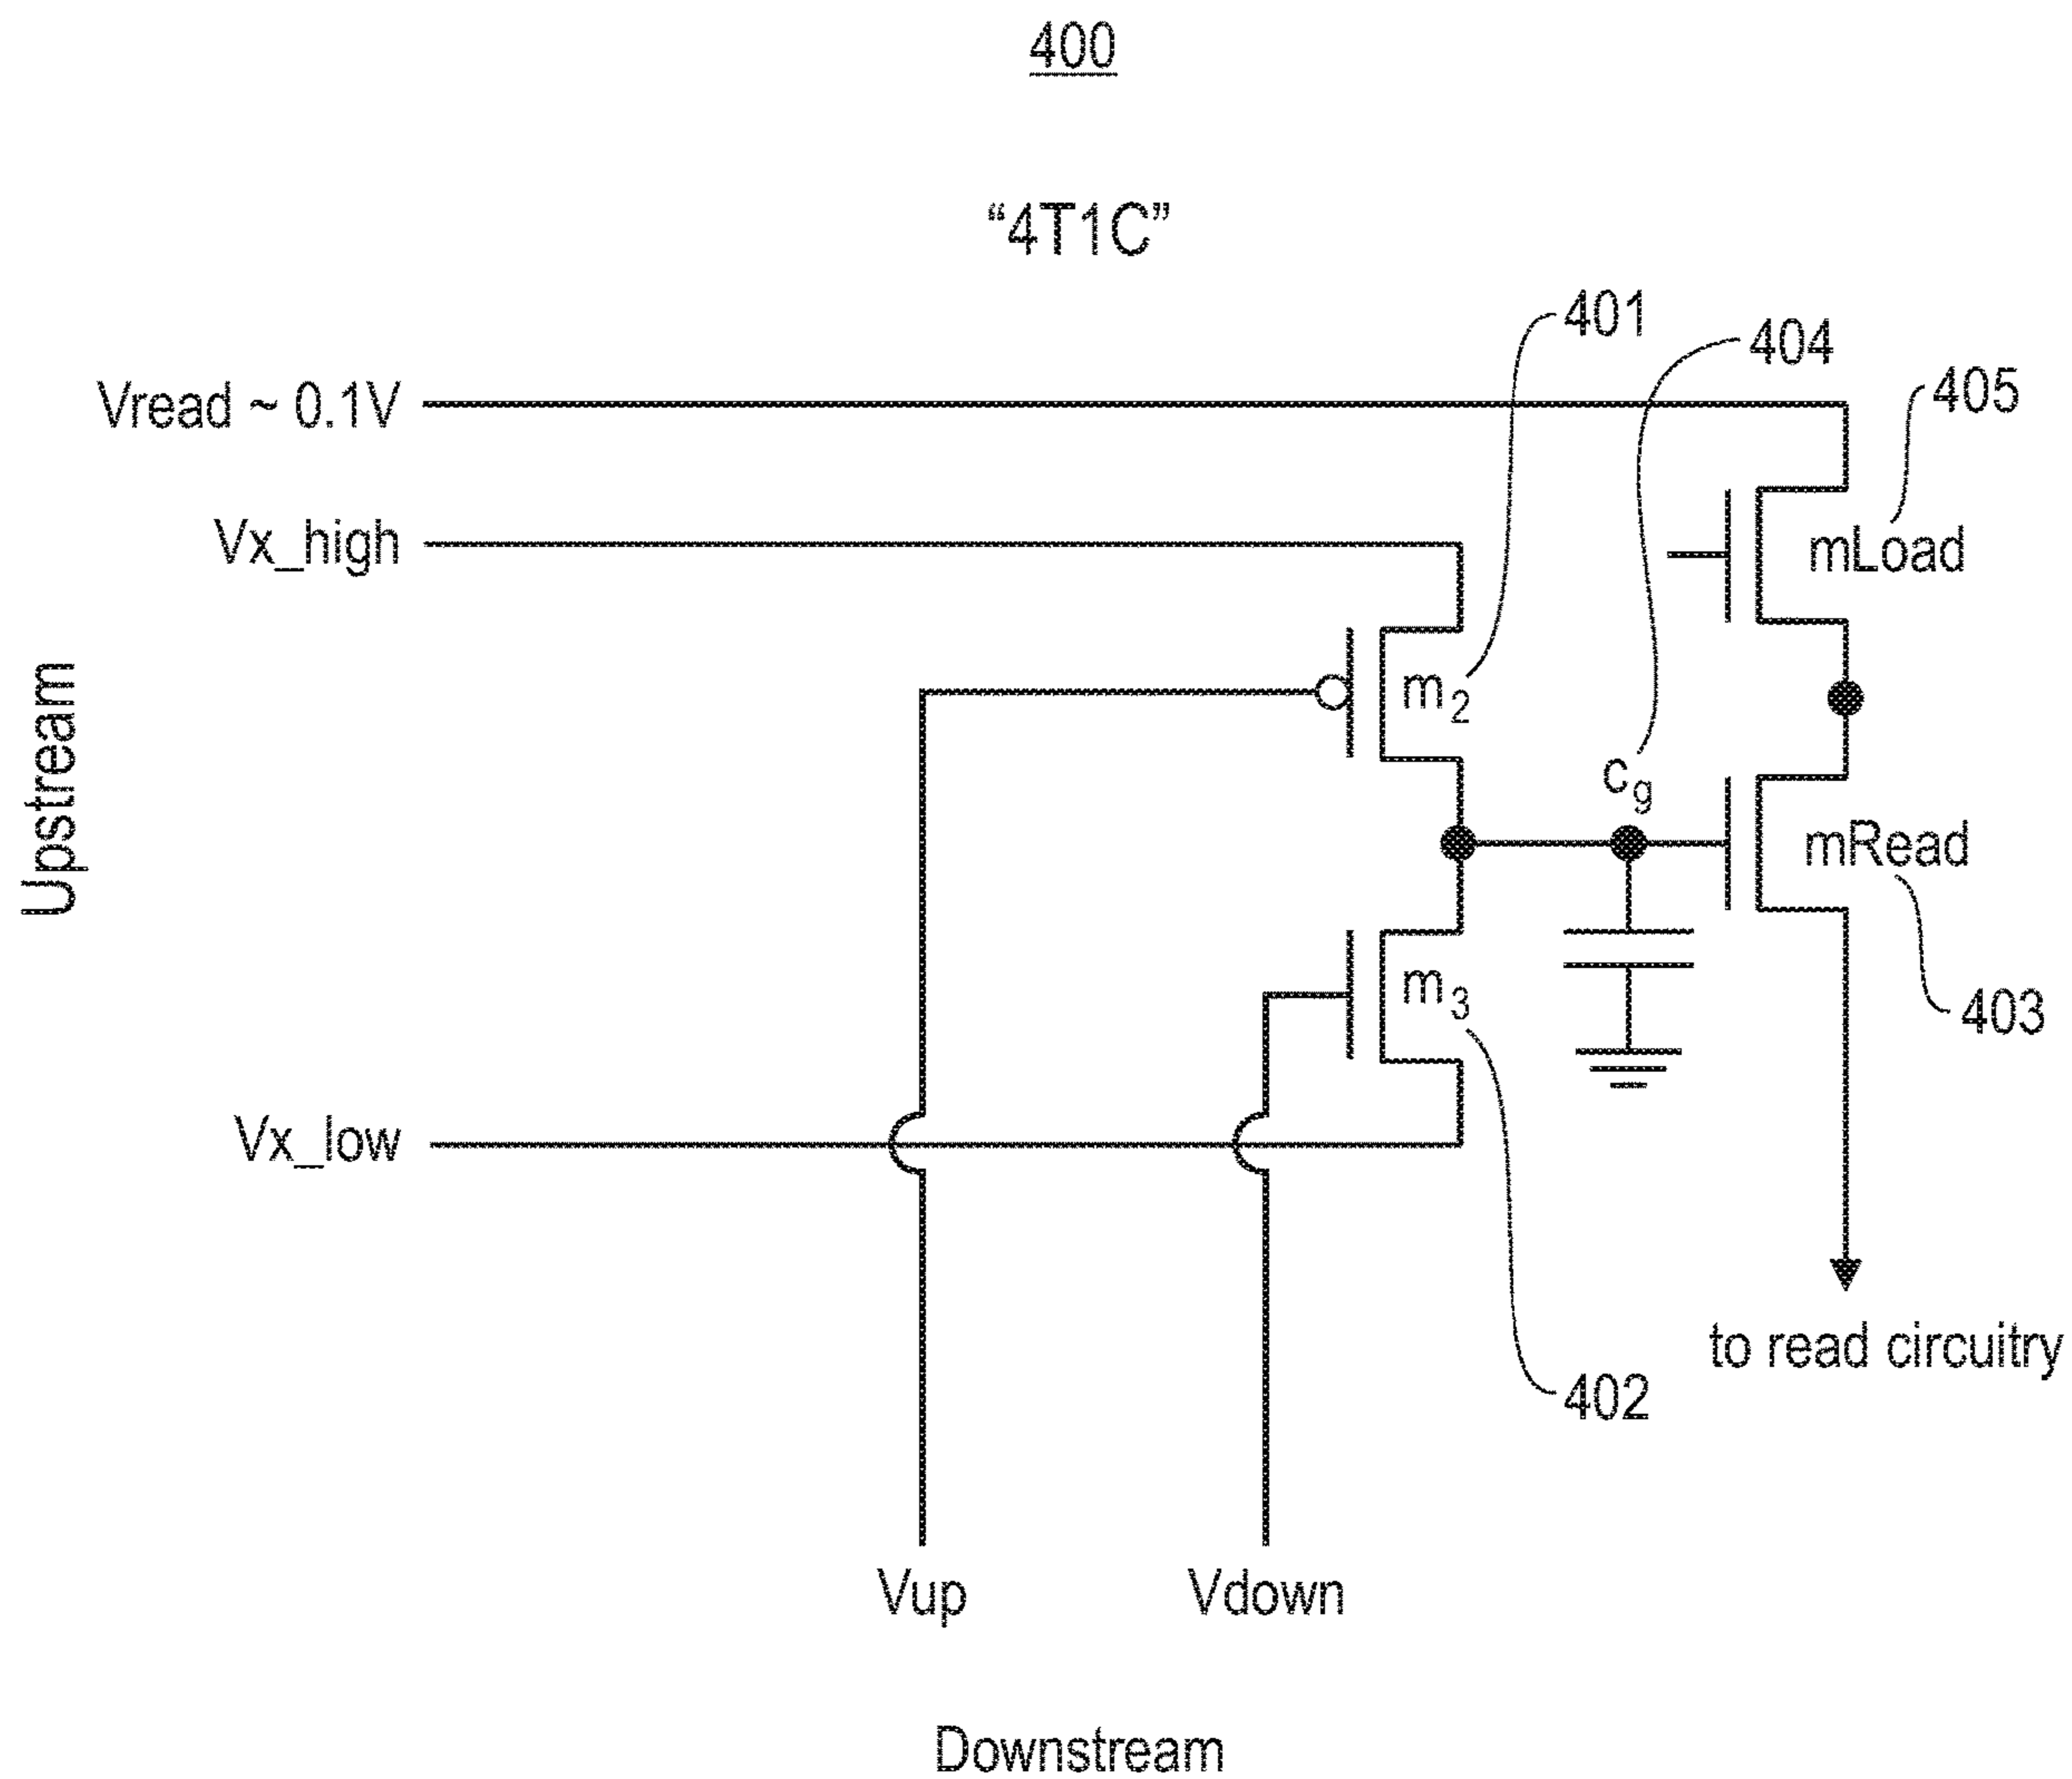 400
“4T1C”
401
404
405
Vread ~ 0.1V
Vx_high
mLoad
m2
cg
Upstream
mRead
m3
403
Vx_low
to read circuitry
402
Vup
Vdown
Downstream